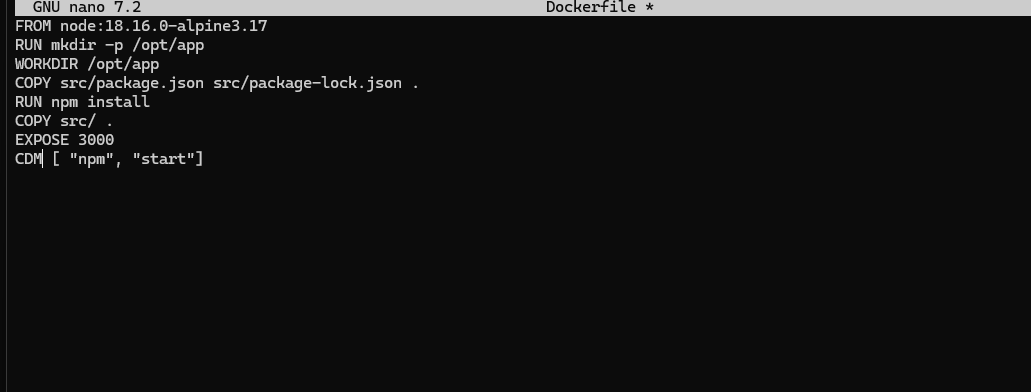 GNU nano 7.2 Dockerfile *
FROM node:18.16.0-alpine3.17
RUN mkdir -p /opt/app
WORKDIR /opt/app
COPY src/package.json src/package-lock.json .
RUN npm install
COPY src/ .
EXPOSE 3000
CDM [ "npm", "start"]